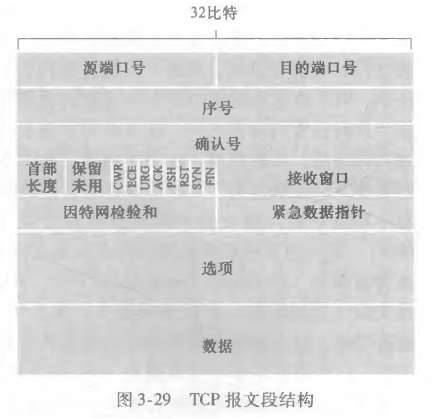 32比特
源端口号 目的端口号
序号
确认号
首部长度 保留未用 CWR ECE URG ACK PSH RST SYN FIN 接收窗口
因特网检验和 紧急数据指针
选项
数据
图 3-29 TCP 报文段结构